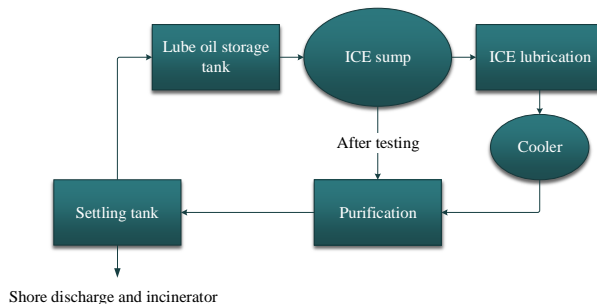 Lube oil storage
tank
ICE sump
ICE lubrication
After testing
Cooler
Settling tank
Purification
Shore discharge and incinerator